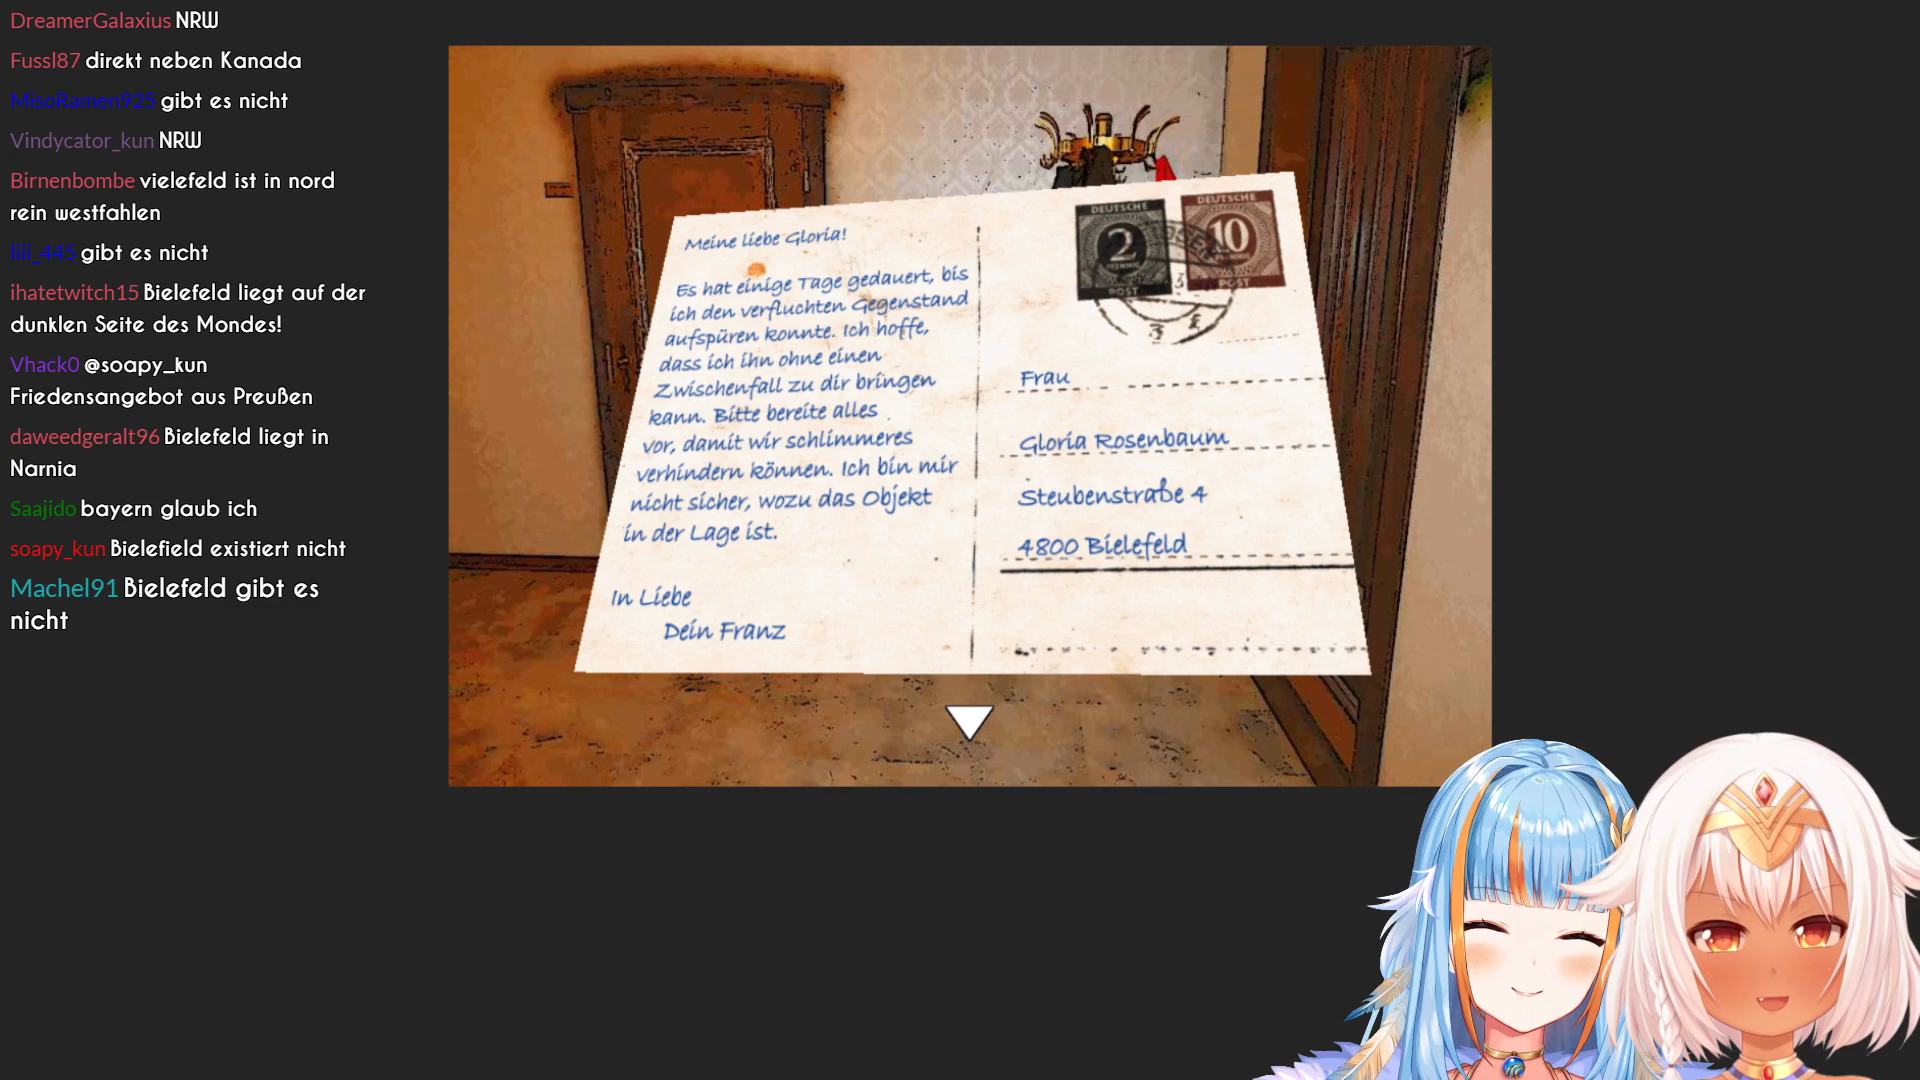 DreamerGalaxius NRW
Fussl87 direkt neben Kanada
MisoRamen925 gibt es nicht
Vindycator_kun NRW
Birnenbombe vielefeld ist in nord
rein westfahlen
liii_445 gibt es nicht
ihatetwitch15 Bielefeld liegt auf der
dunklen Seite des Mondes!
Vhack0 @soapy_kun
Friedensangebot aus Preußen
daweedgeralt96 Bielefeld liegt in
Narnia
Saajido bayern glaub ich
soapy_kun Bielefield existiert nicht
Machel91 Bielefeld gibt es
nicht
Meine liebe Gloria!
Es hat einige Tage gedauert, bis
ich den verfluchten Gegenstand
aufspüren konnte. Ich hoffe,
dass ich ihn ohne einen
Zwischenfall zu dir bringen
kann. Bitte bereite alles
vor, damit wir schlimmeres
verhindern können. Ich bin mir
nicht sicher, wozu das Objekt
in der Lage ist.
In Liebe
Dein Franz
DEUTSCHE
2
PFENNIG
POST
DEUTSCHE
10
POST
Frau
Gloria Rosenbaum
Steubenstraße 4
4800 Bielefeld